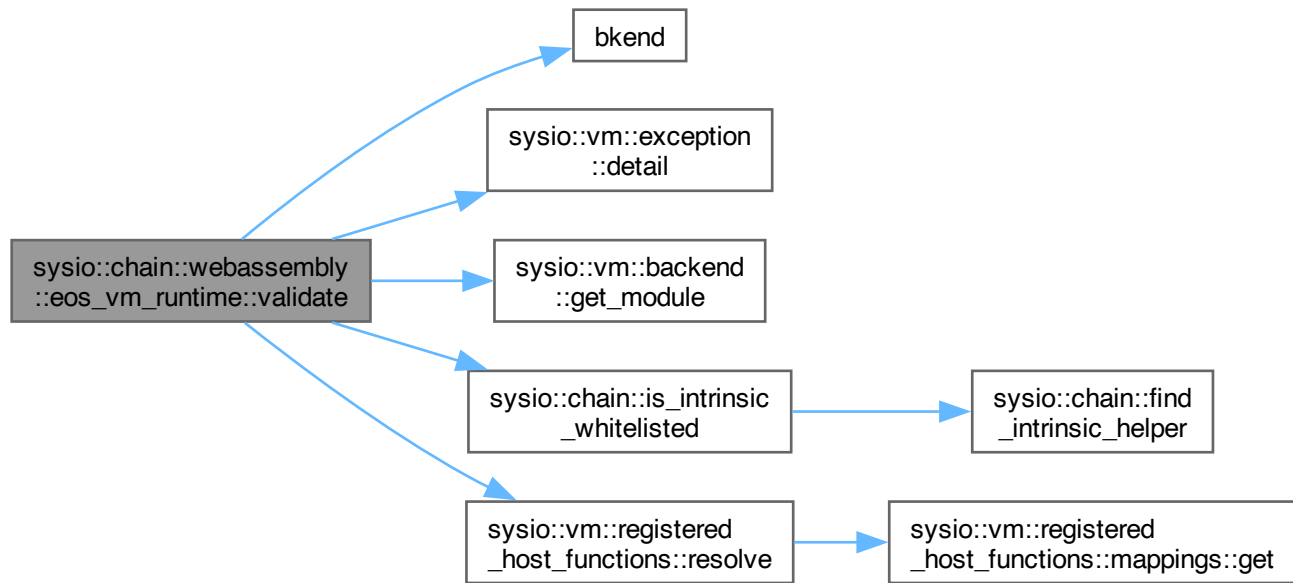 bkend
sysio::vm::exception
::detail
sysio::chain::webassembly
::eos_vm_runtime::validate
sysio::vm::backend
::get_module
sysio::chain::is_intrinsic
_whitelisted
sysio::chain::find
_intrinsic_helper
sysio::vm::registered
_host_functions::resolve
sysio::vm::registered
_host_functions::mappings::get